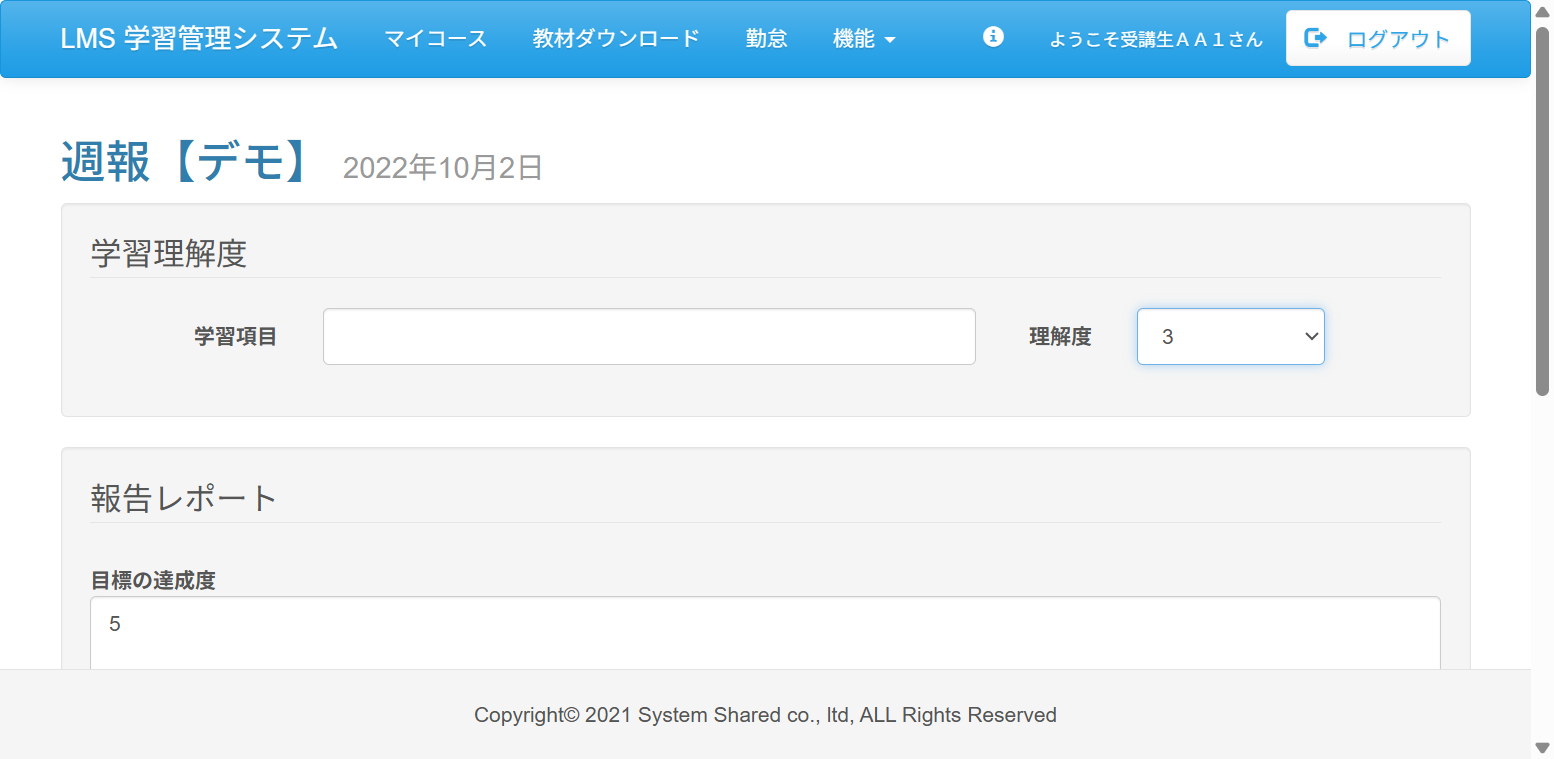 LMS 学習管理システム マイコース 教材ダウンロード 勤怠 機能 ようこそ受講生ＡＡ１さん ログアウト
週報【デモ】 2022年10月2日
学習理解度
学習項目 理解度 3
報告レポート
目標の達成度
5
Copyright© 2021 System Shared co., ltd, ALL Rights Reserved